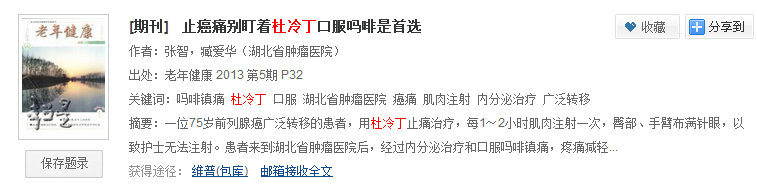 老年健康
[期刊] 止癌痛别盯着杜冷丁口服吗啡是首选
收藏
分享到
作者：张智，臧爱华（湖北省肿瘤医院）
出处：老年健康 2013 第5期 P32
关键词：吗啡镇痛 杜冷丁 口服 湖北省肿瘤医院 癌痛 肌肉注射 内分泌治疗 广泛转移
摘要：一位75岁前列腺癌广泛转移的患者，用杜冷丁止痛治疗，每1～2小时肌肉注射一次，臀部、手臂布满针眼，以
致护士无法注射。患者来到湖北省肿瘤医院后，经过内分泌治疗和口服吗啡镇痛，疼痛减轻...
保存题录
获得途径： 维普(包库) 邮箱接收全文